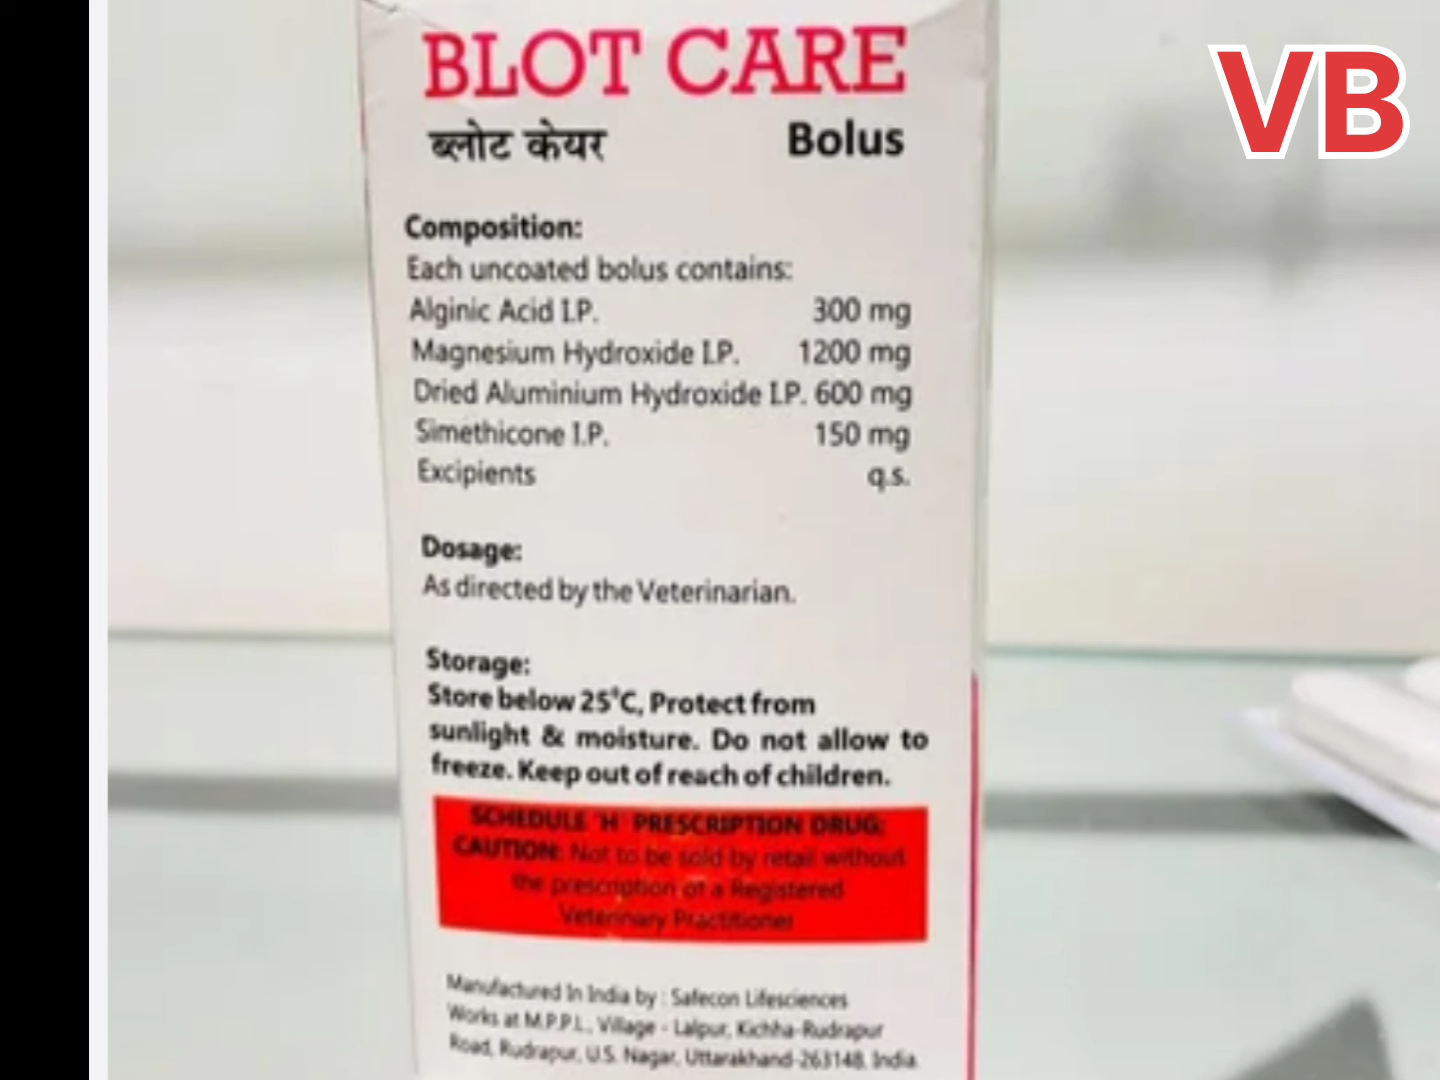 BLOT CARE
VB
ब्लोट केयर Bolus
Composition:
Each uncoated bolus contains:
Alginic Acid I.P. 300 mg
Magnesium Hydroxide I.P. 1200 mg
Dried Aluminium Hydroxide I.P. 600 mg
Simethicone I.P. 150 mg
Excipients q.s.
Dosage:
As directed by the Veterinarian.
Storage:
Store below 25°C, Protect from
sunlight & moisture. Do not allow to
freeze. Keep out of reach of children.
SCHEDULE 'H' PRESCRIPTION DRUG:
CAUTION: Not to be sold by retail without
the prescription of a Registered
Veterinary Practitioner
Manufactured In India by : Safecon Lifesciences
Works at M.P.P.L., Village - Lalpur, Kichha-Rudrapur
Road, Rudrapur, U.S. Nagar, Uttarakhand-263148, India